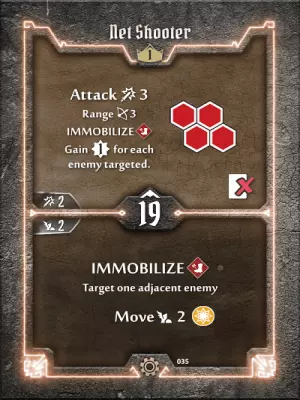 Net Shooter
1
Attack 3
Range 3
IMMOBILIZE
Gain 1 for each
enemy targeted.
2
19
2
IMMOBILIZE
Target one adjacent enemy
Move 2
035